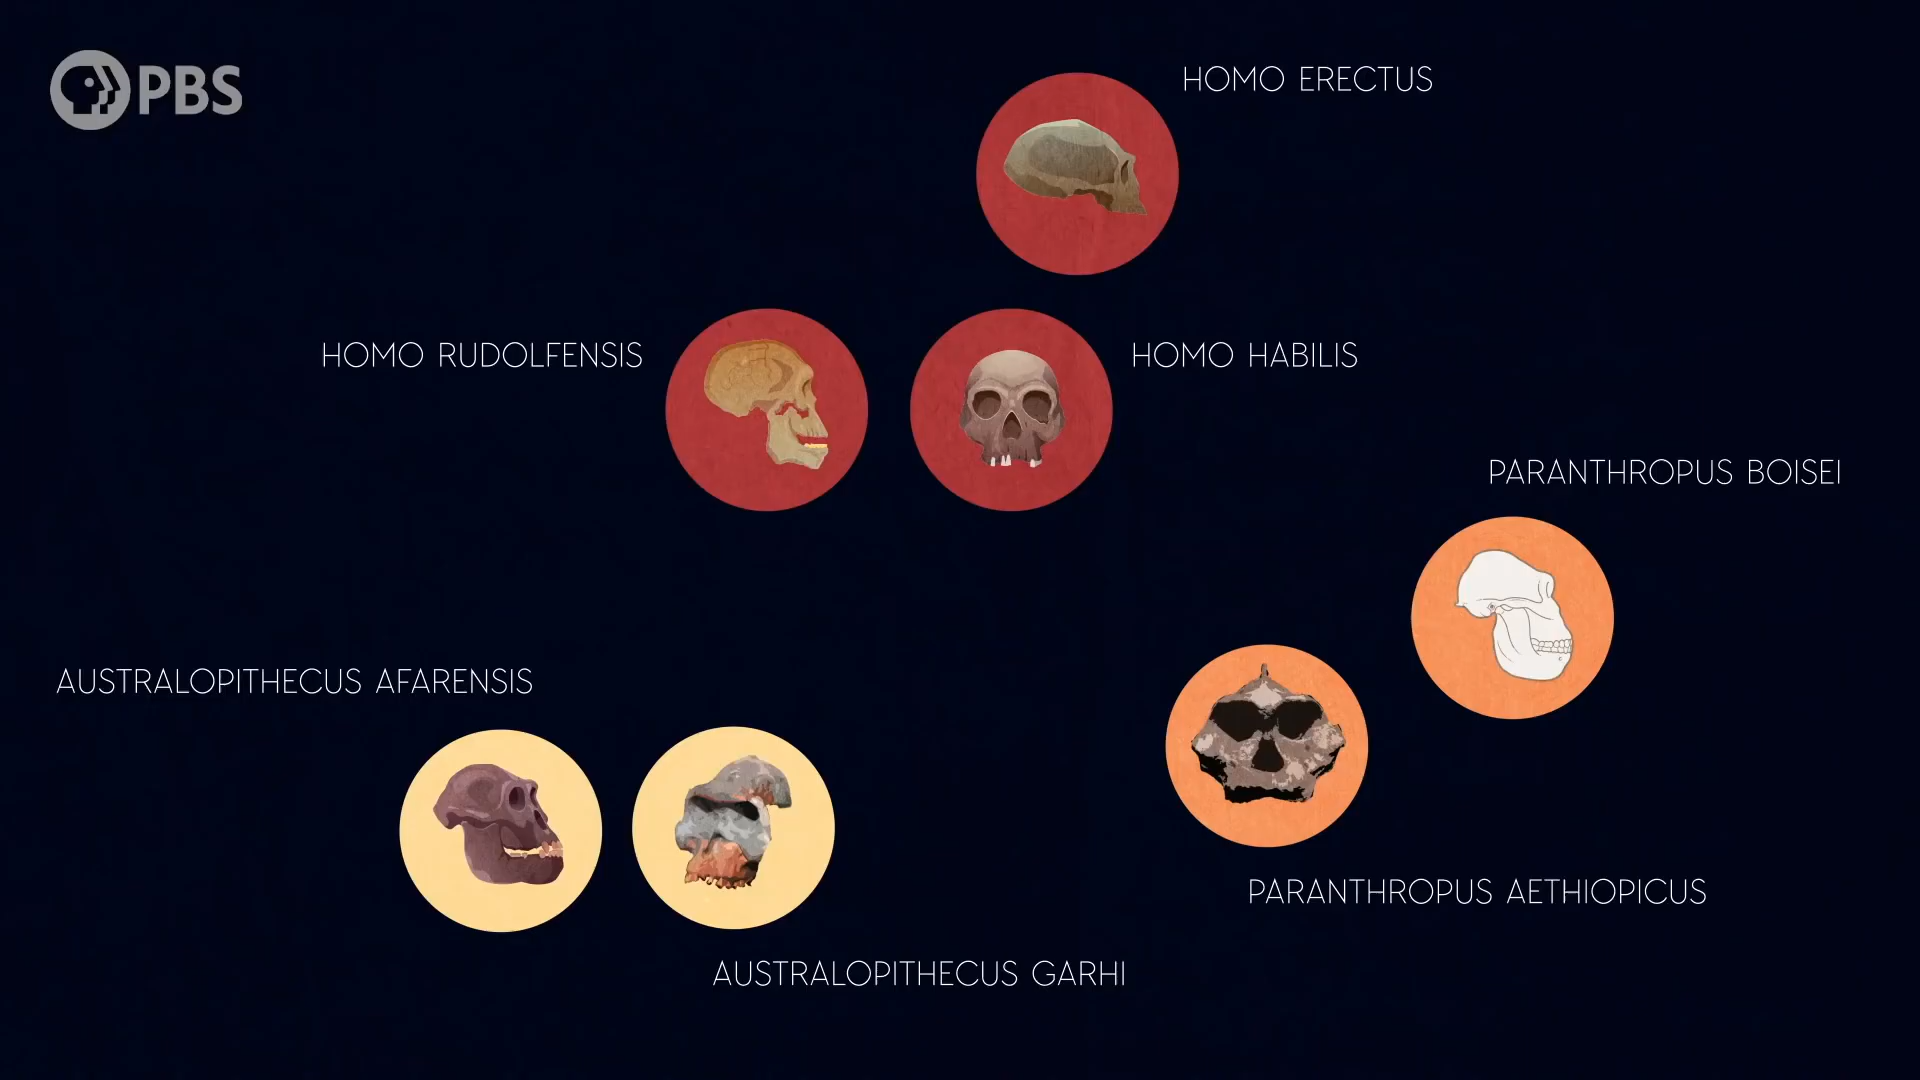 PBS
HOMO ERECTUS
HOMO RUDOLFENSIS
HOMO HABILIS
PARANTHROPUS BOISEI
AUSTRALOPITHECUS AFARENSIS
PARANTHROPUS AETHIOPICUS
AUSTRALOPITHECUS GARHI